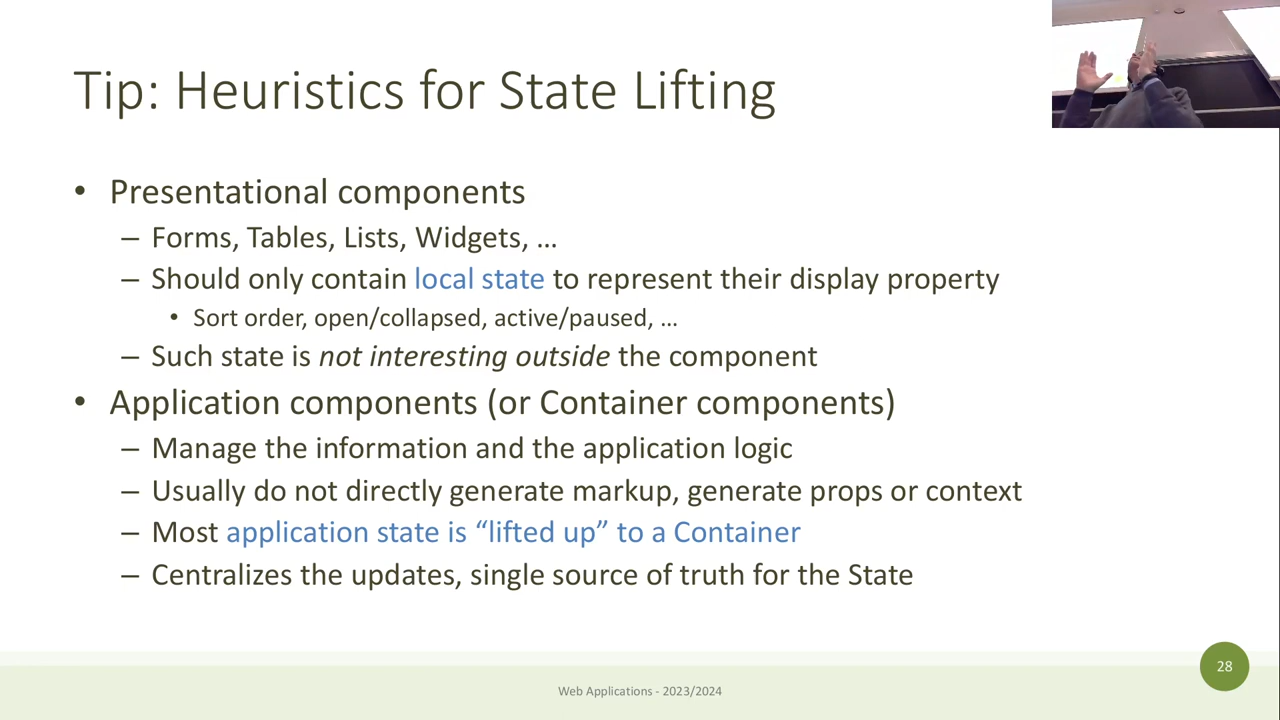 Tip: Heuristics for State Lifting
• Presentational components
– Forms, Tables, Lists, Widgets, …
– Should only contain local state to represent their display property
• Sort order, open/collapsed, active/paused, …
– Such state is not interesting outside the component
• Application components (or Container components)
– Manage the information and the application logic
– Usually do not directly generate markup, generate props or context
– Most application state is “lifted up” to a Container
– Centralizes the updates, single source of truth for the State
28
Web Applications - 2023/2024